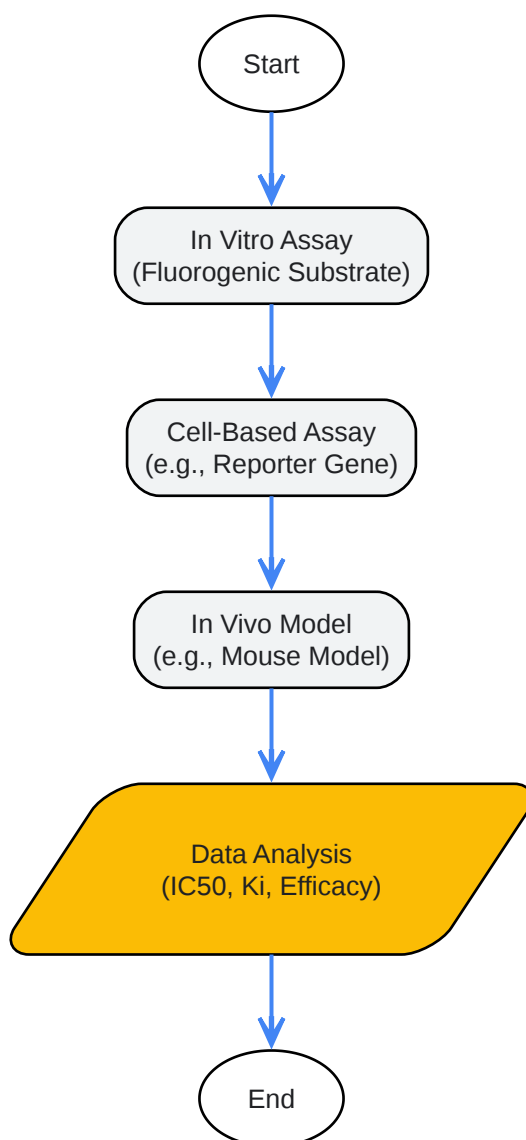 Start
In Vitro Assay
(Fluorogenic Substrate)
Cell-Based Assay
(e.g., Reporter Gene)
In Vivo Model
(e.g., Mouse Model)
Data Analysis
(IC50, Ki, Efficacy)
End